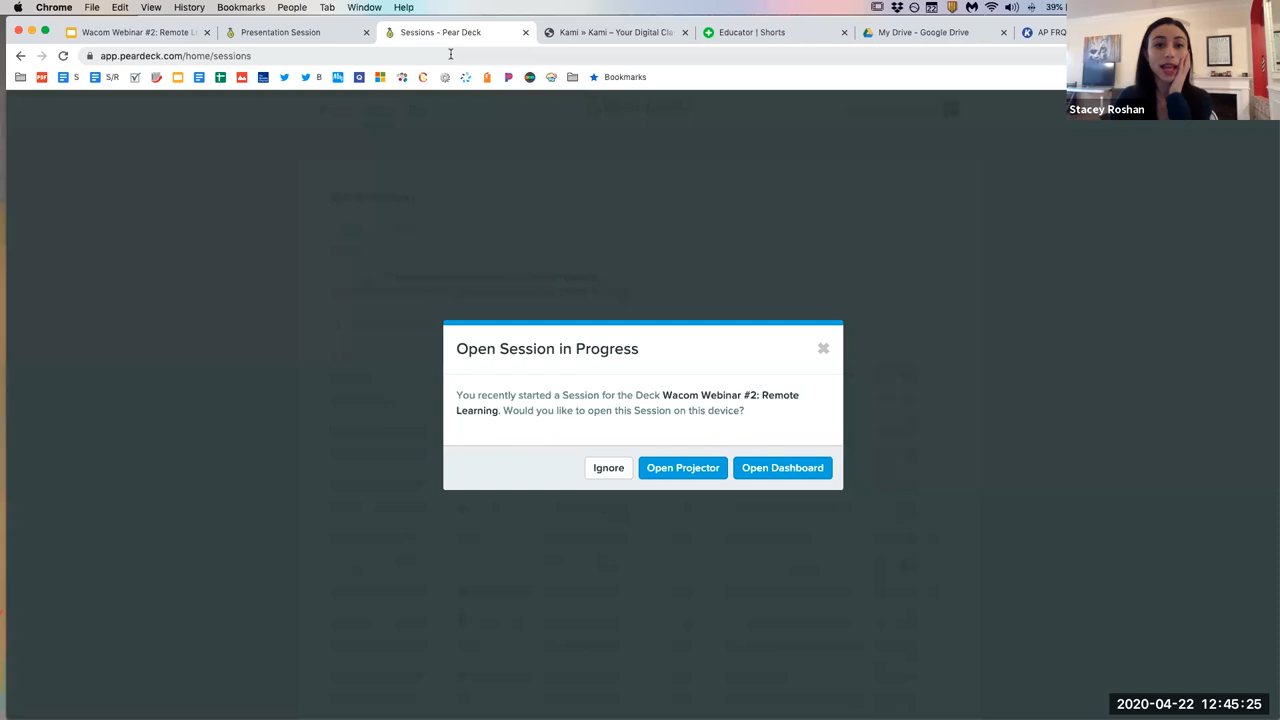 Chrome File Edit View History Bookmarks People Tab Window Help 22 39%
Wacom Webinar #2: Remote L Presentation Session Sessions - Pear Deck Kami » Kami – Your Digital Cla Educator | Shorts My Drive - Google Drive AP FRQ
app.peardeck.com/home/sessions
S S/R B Bookmarks
Stacey Roshan
Open Session in Progress
You recently started a Session for the Deck Wacom Webinar #2: Remote
Learning. Would you like to open this Session on this device?
Ignore Open Projector Open Dashboard
2020-04-22 12:45:25